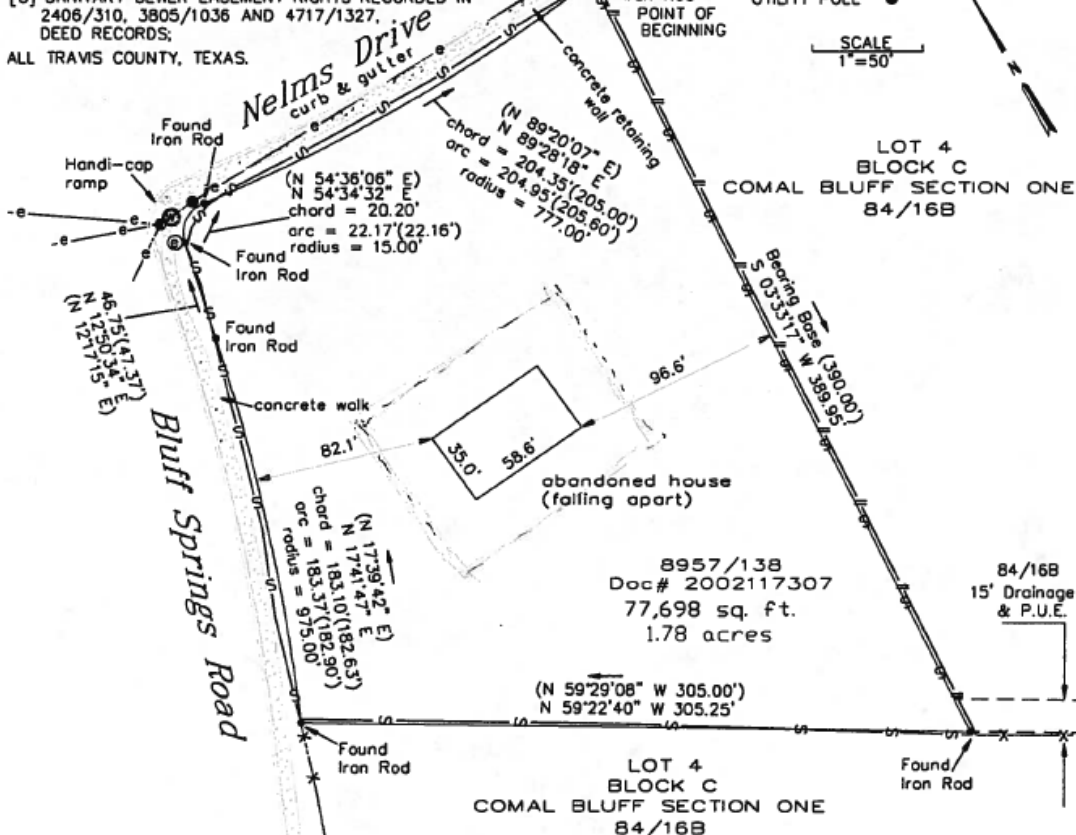 SANITARY SEWER EASEMENT RIGHTS RECORDED IN
2406/310, 3805/1036 AND 4717/1327,
DEED RECORDS;
ALL TRAVIS COUNTY, TEXAS.
POINT OF
BEGINNING
UTILITY POLE
SCALE
1"=50'
N
Nelms Drive
curb & gutter
concrete retaining
wall
Found
Iron Rod
Handi-cap
ramp
(N 54°36'06" E)
N 54°34'32" E
chord = 20.20'
arc = 22.17'(22.16')
radius = 15.00'
(N 89°20'07" E)
N 89°28'18" E
chord = 204.35'(205.00')
arc = 204.95'(205.60')
radius = 777.00'
LOT 4
BLOCK C
COMAL BLUFF SECTION ONE
84/16B
Found
Iron Rod
46.75'(47.37')
N 12°50'34" E
(N 12°17'15" E)
Found
Iron Rod
Bearing Base (390.00')
S 03°33'17" W 389.95'
concrete walk
82.1'
96.6'
35.0'
58.6'
abandoned house
(falling apart)
Bluff Springs Road
(N 17°39'42" E)
N 17°41'47" E
chord = 183.10'(182.63')
arc = 183.37'(182.90')
radius = 975.00'
8957/138
Doc# 2002117307
77,698 sq. ft.
1.78 acres
84/16B
15' Drainage
& P.U.E.
(N 59°29'08" W 305.00')
N 59°22'40" W 305.25'
Found
Iron Rod
Found
Iron Rod
LOT 4
BLOCK C
COMAL BLUFF SECTION ONE
84/16B